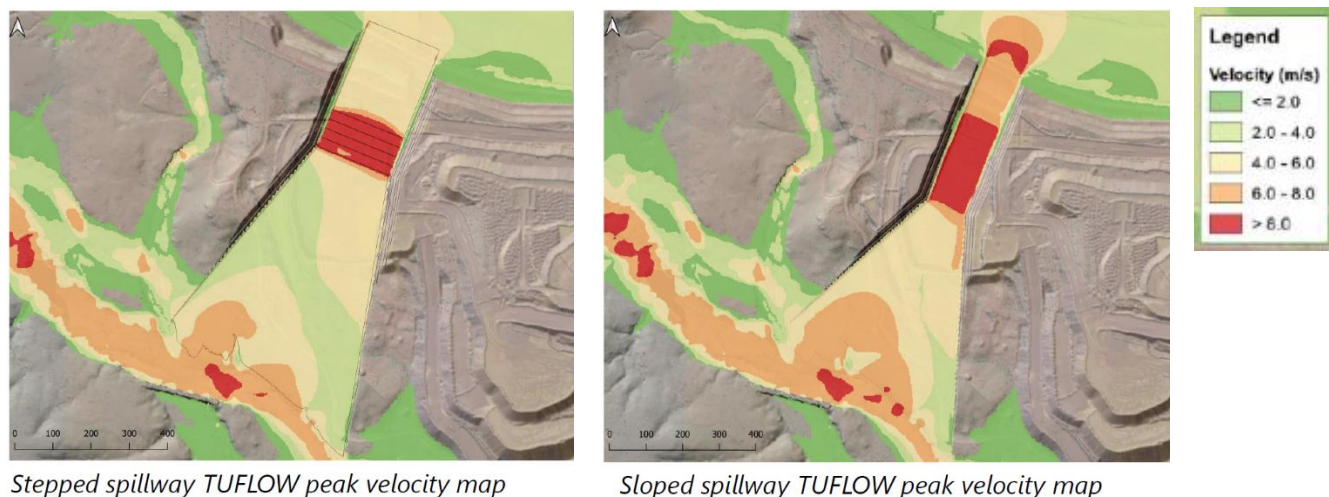 Legend
Velocity (m/s)
<= 2.0
2.0 - 4.0
4.0 - 6.0
6.0 - 8.0
> 8.0
0 100 200 300 400
0 100 200 300 400
Stepped spillway TUFLOW peak velocity map
Sloped spillway TUFLOW peak velocity map